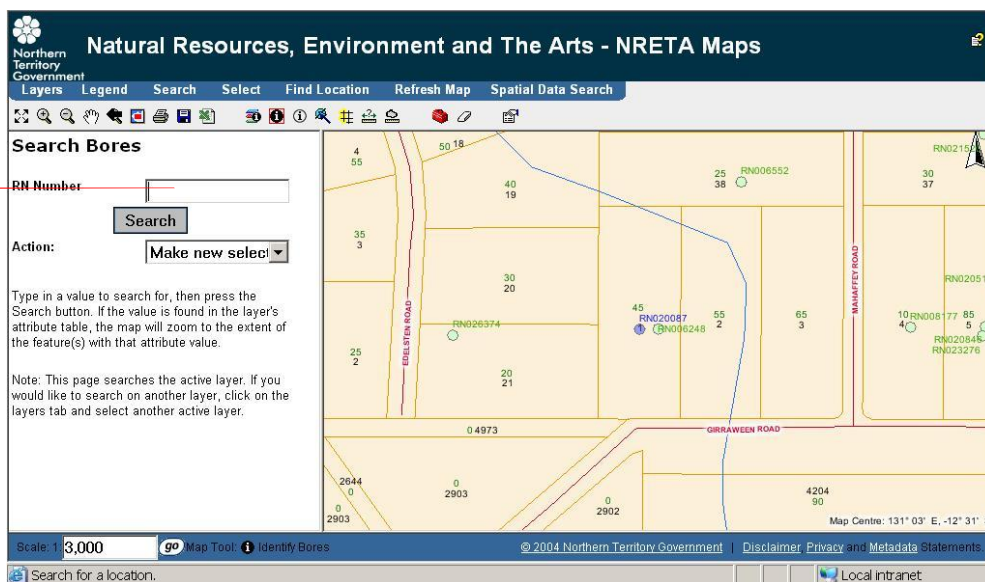 Northern
Territory
Government
Natural Resources, Environment and The Arts - NRETA Maps
Layers Legend Search Select Find Location Refresh Map Spatial Data Search
Search Bores
RN Number
Search
Action:
Make new select
Type in a value to search for, then press the
Search button. If the value is found in the layer's
attribute table, the map will zoom to the extent of
the feature(s) with that attribute value.
Note: This page searches the active layer. If you
would like to search on another layer, click on the
layers tab and select another active layer.
4
55
50 18
40
19
25
38
RN006552
RN02152
30
37
35
3
30
20
EDELSTEN ROAD
RN026374
25
2
20
21
45
RN020087
1
RN006248
55
2
65
3
MAHAFFEY ROAD
RN02051
10
4
RN008177
85
5
RN020846
RN023276
0 4973
GIRRAWEEN ROAD
2644
0
0
2903
0
2903
0
2902
4204
90
Map Centre: 131° 03' E, -12° 31'
Scale: 1: 3,000 go Map Tool: Identify Bores
© 2004 Northern Territory Government | Disclaimer, Privacy and Metadata Statements.
Search for a location.
Local intranet